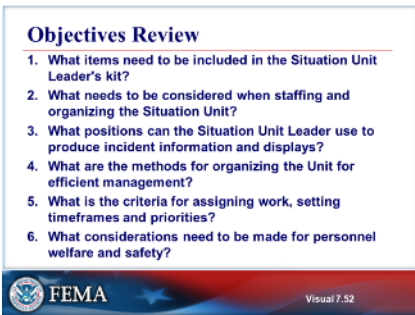 Objectives Review
1. What items need to be included in the Situation Unit
Leader's kit?
2. What needs to be considered when staffing and
organizing the Situation Unit?
3. What positions can the Situation Unit Leader use to
produce incident information and displays?
4. What are the methods for organizing the Unit for
efficient management?
5. What is the criteria for assigning work, setting
timeframes and priorities?
6. What considerations need to be made for personnel
welfare and safety?
FEMA
Visual 7.52